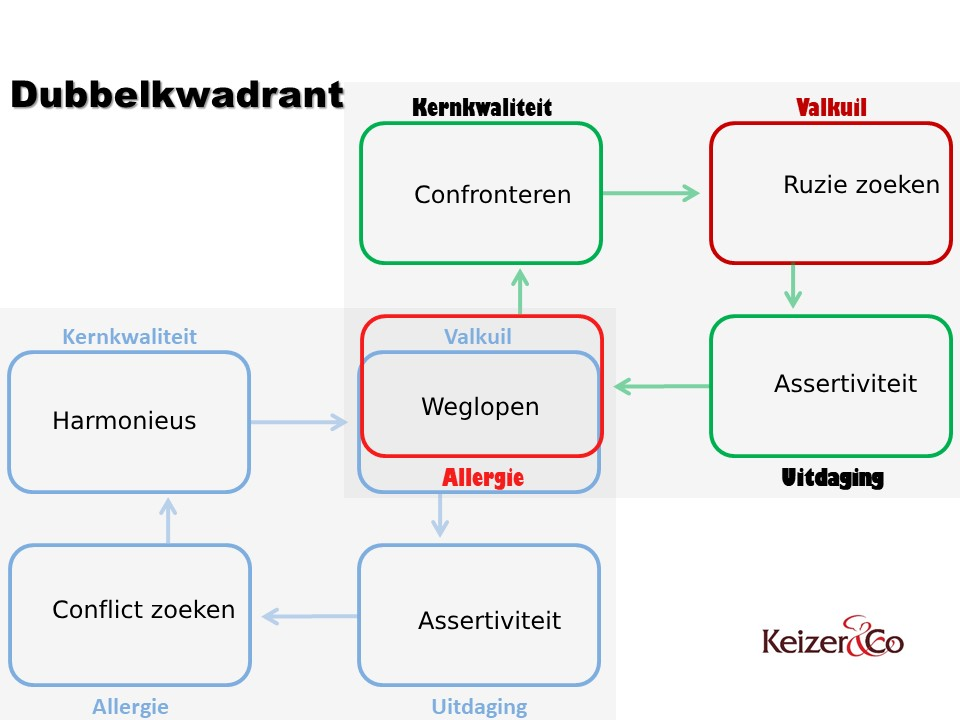 Dubbelkwadrant
Kernkwaliteit
Valkuil
Confronteren
Ruzie zoeken
Kernkwaliteit
Valkuil
Harmonieus
Weglopen
Assertiviteit
Allergie
Uitdaging
Conflict zoeken
Assertiviteit
Keizer&Co
Allergie
Uitdaging